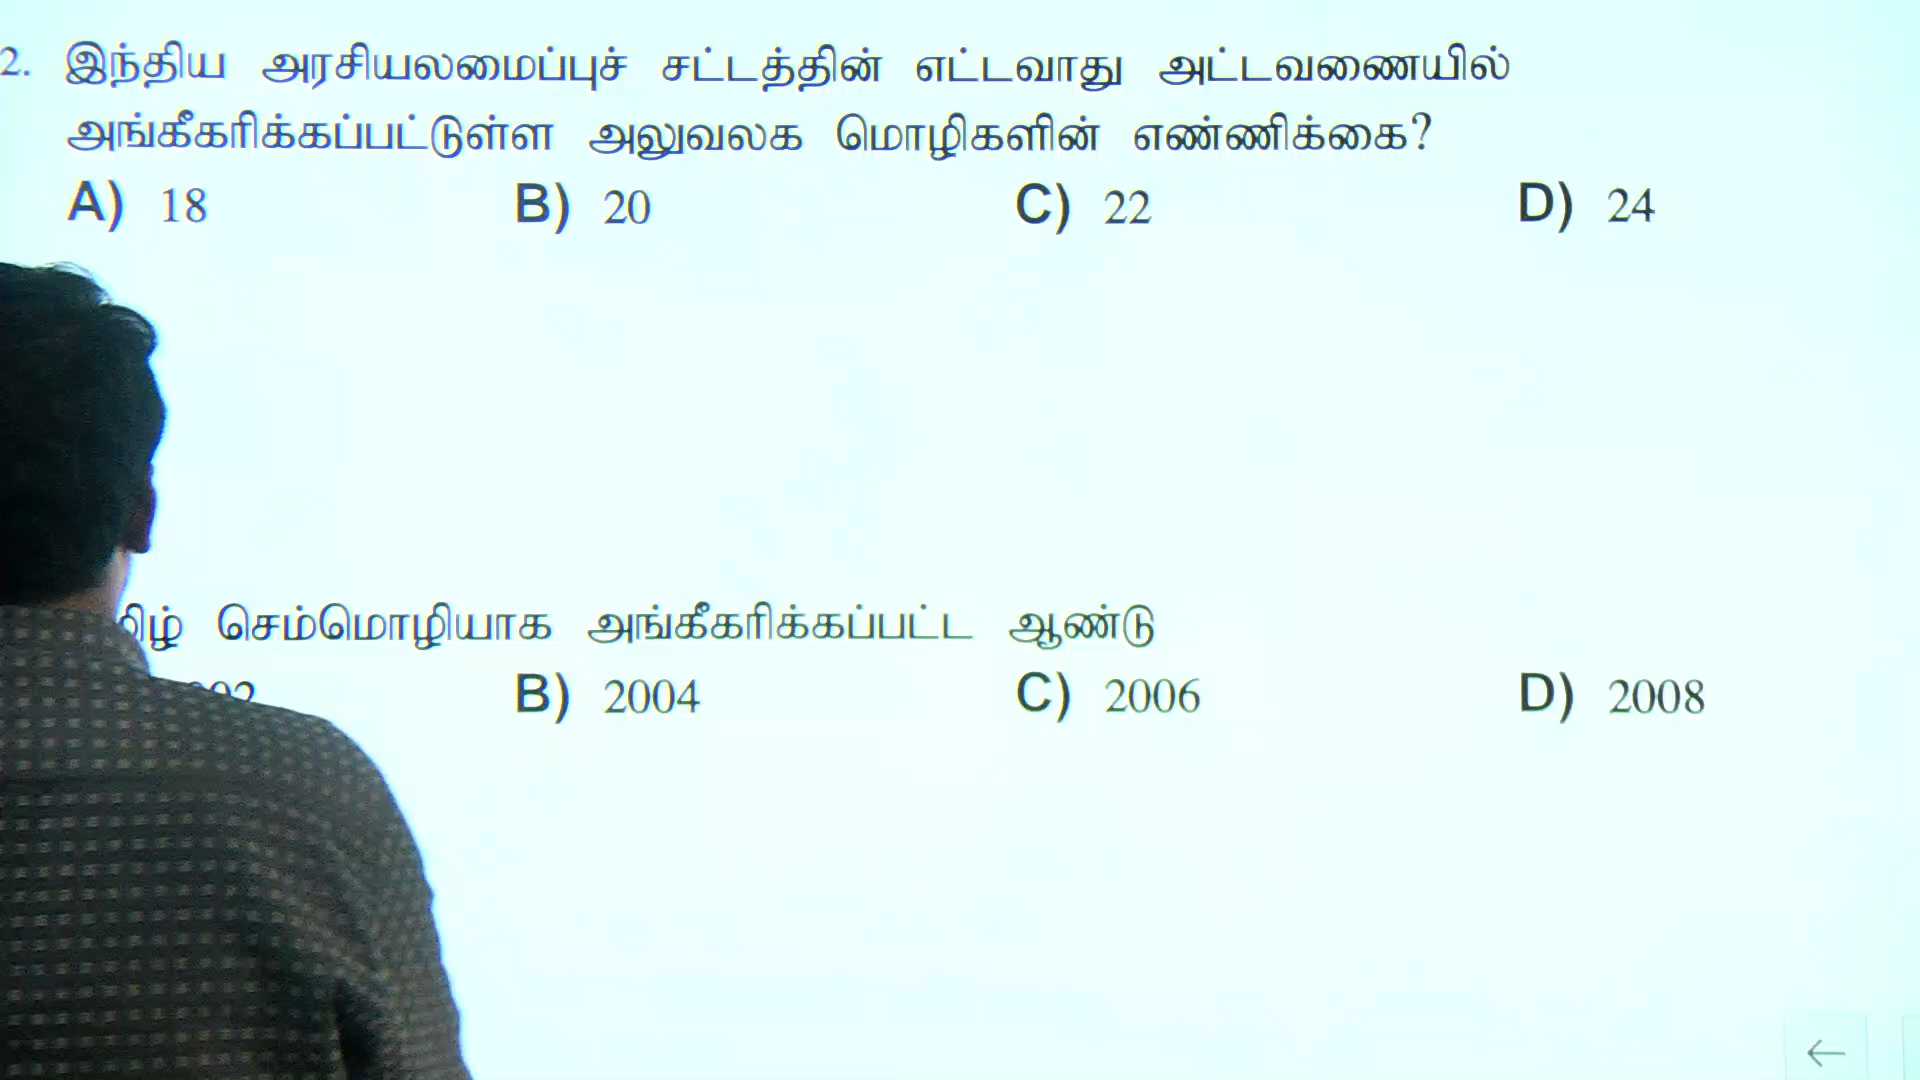 2. இந்திய அரசியலமைப்புச் சட்டத்தின் எட்டவாது அட்டவணையில்
அங்கீகரிக்கப்பட்டுள்ள அலுவலக மொழிகளின் எண்ணிக்கை?
A) 18 B) 20 C) 22 D) 24
செம்மொழியாக அங்கீகரிக்கப்பட்ட ஆண்டு
B) 2004 C) 2006 D) 2008